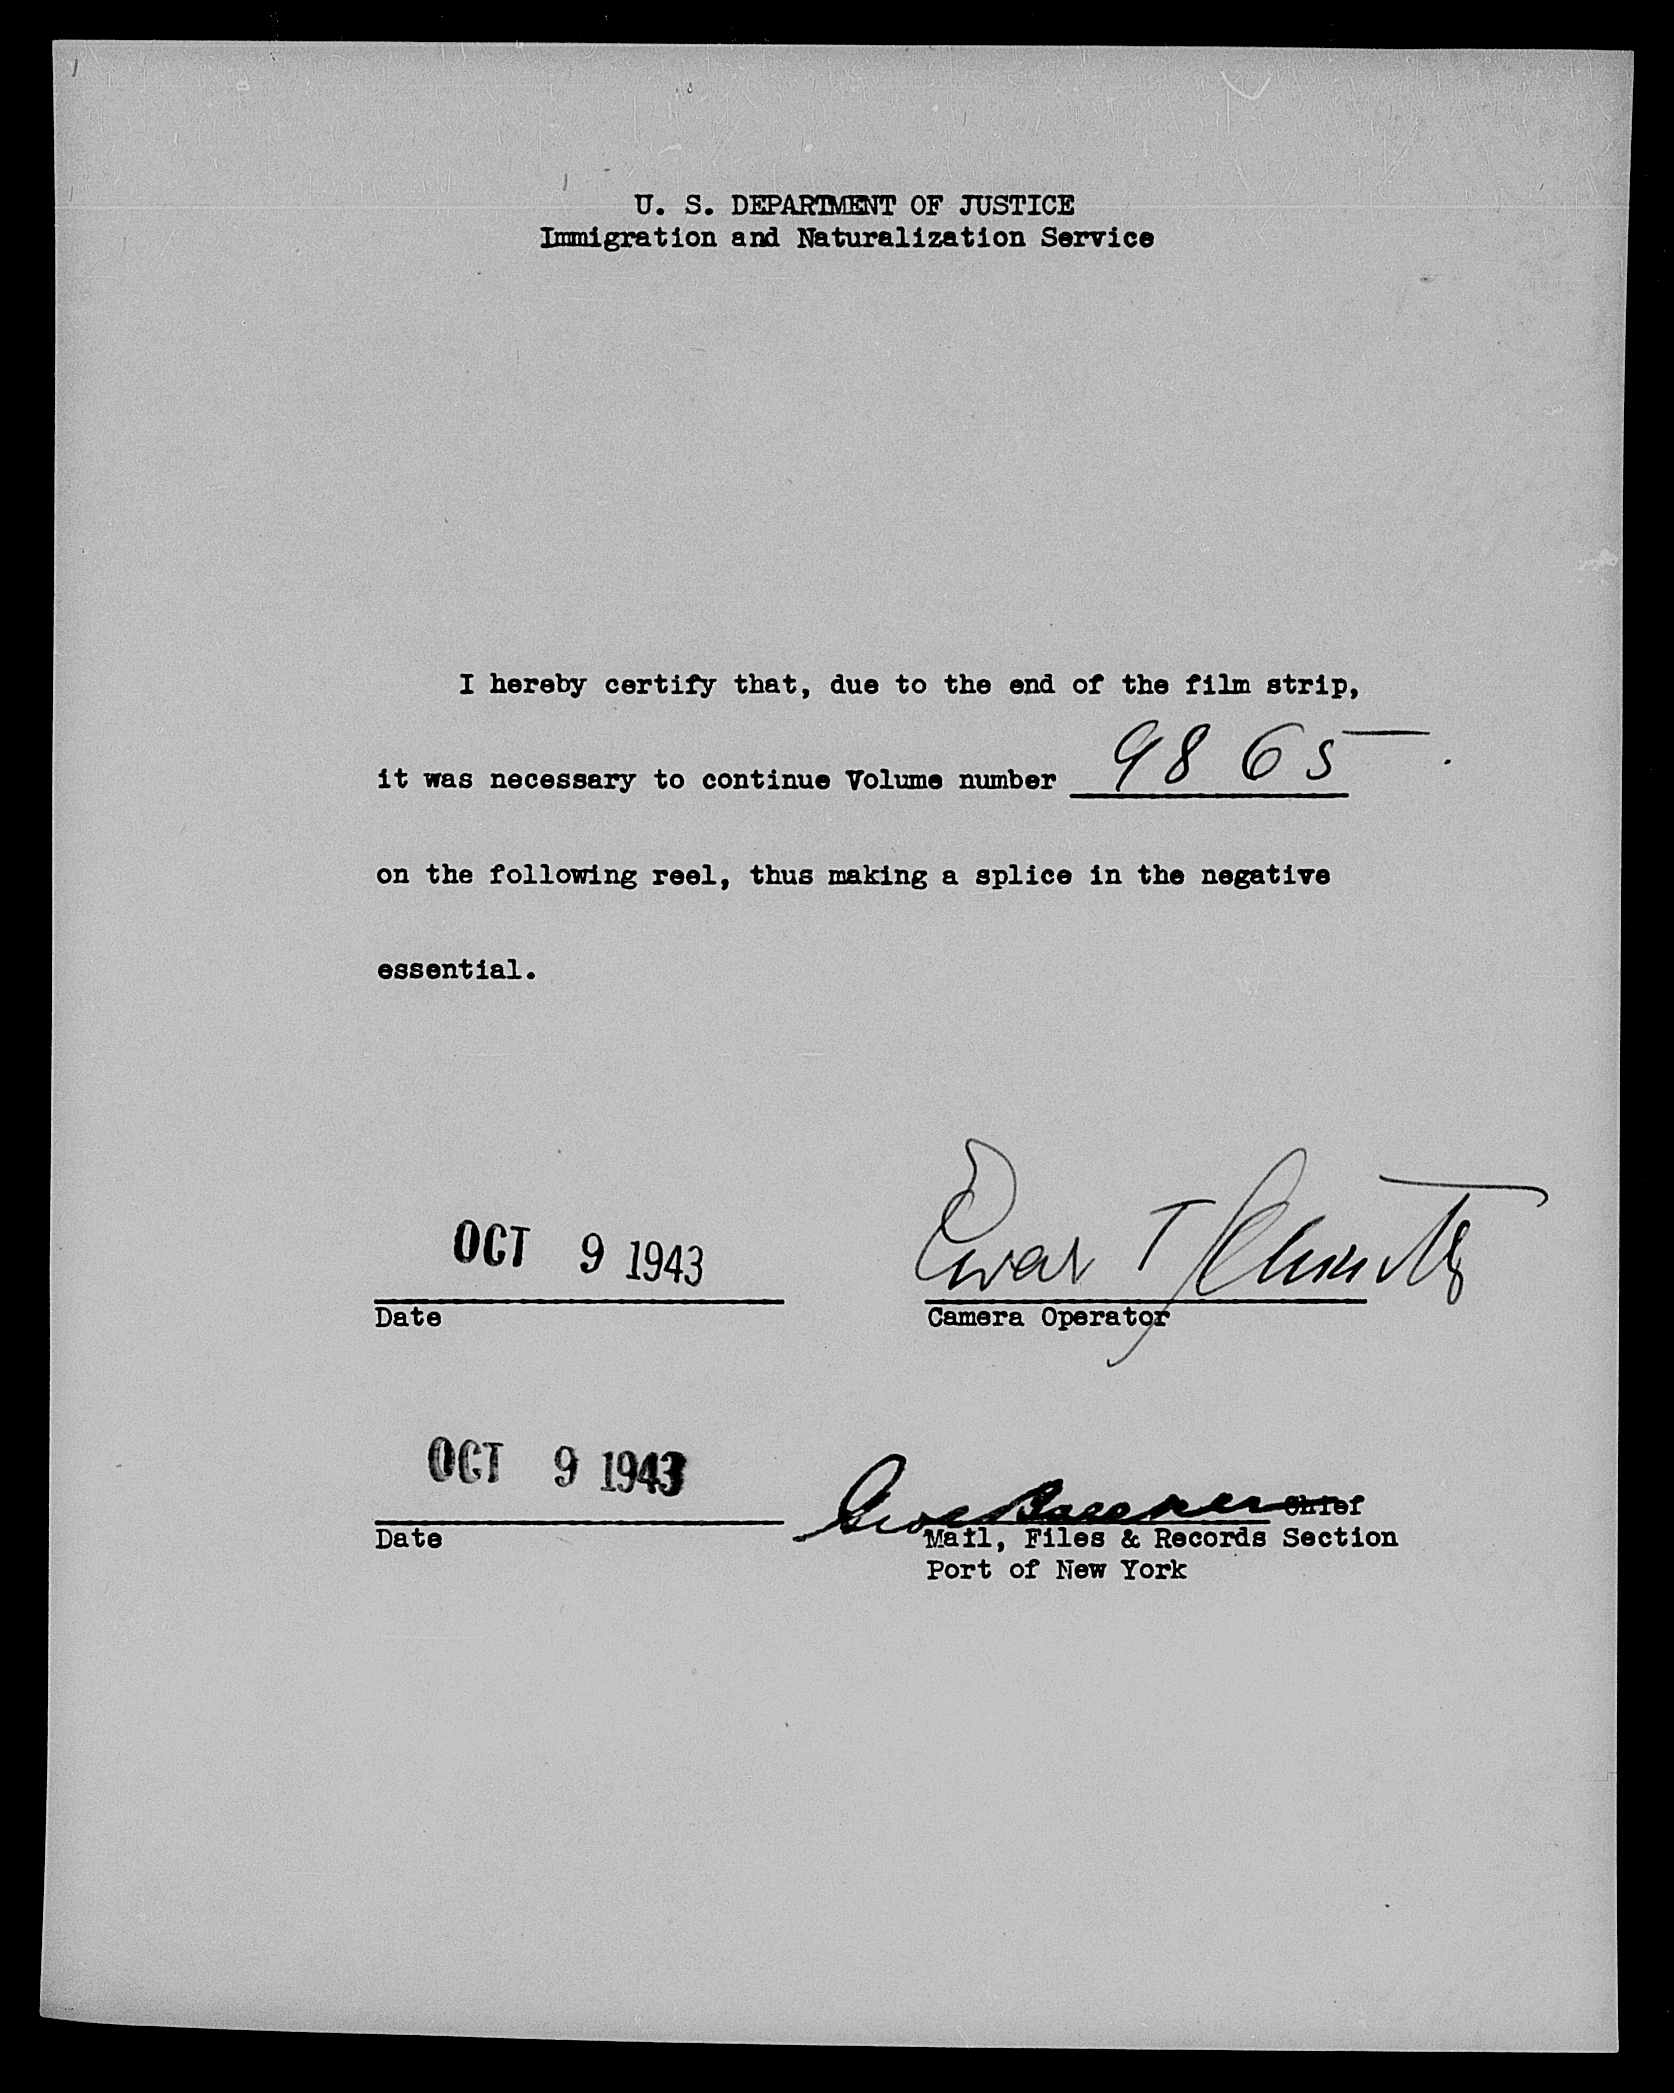 U. S. DEPARTMENT OF JUSTICE
Immigration and Naturalization Service
I hereby certify that, due to the end of the film strip,
it was necessary to continue Volume number 9865.
on the following reel, thus making a splice in the negative
essential.
OCT 9 1943
Date
Camera Operator
OCT 9 1943
Chief
Date
Mail, Files & Records Section
Port of New York